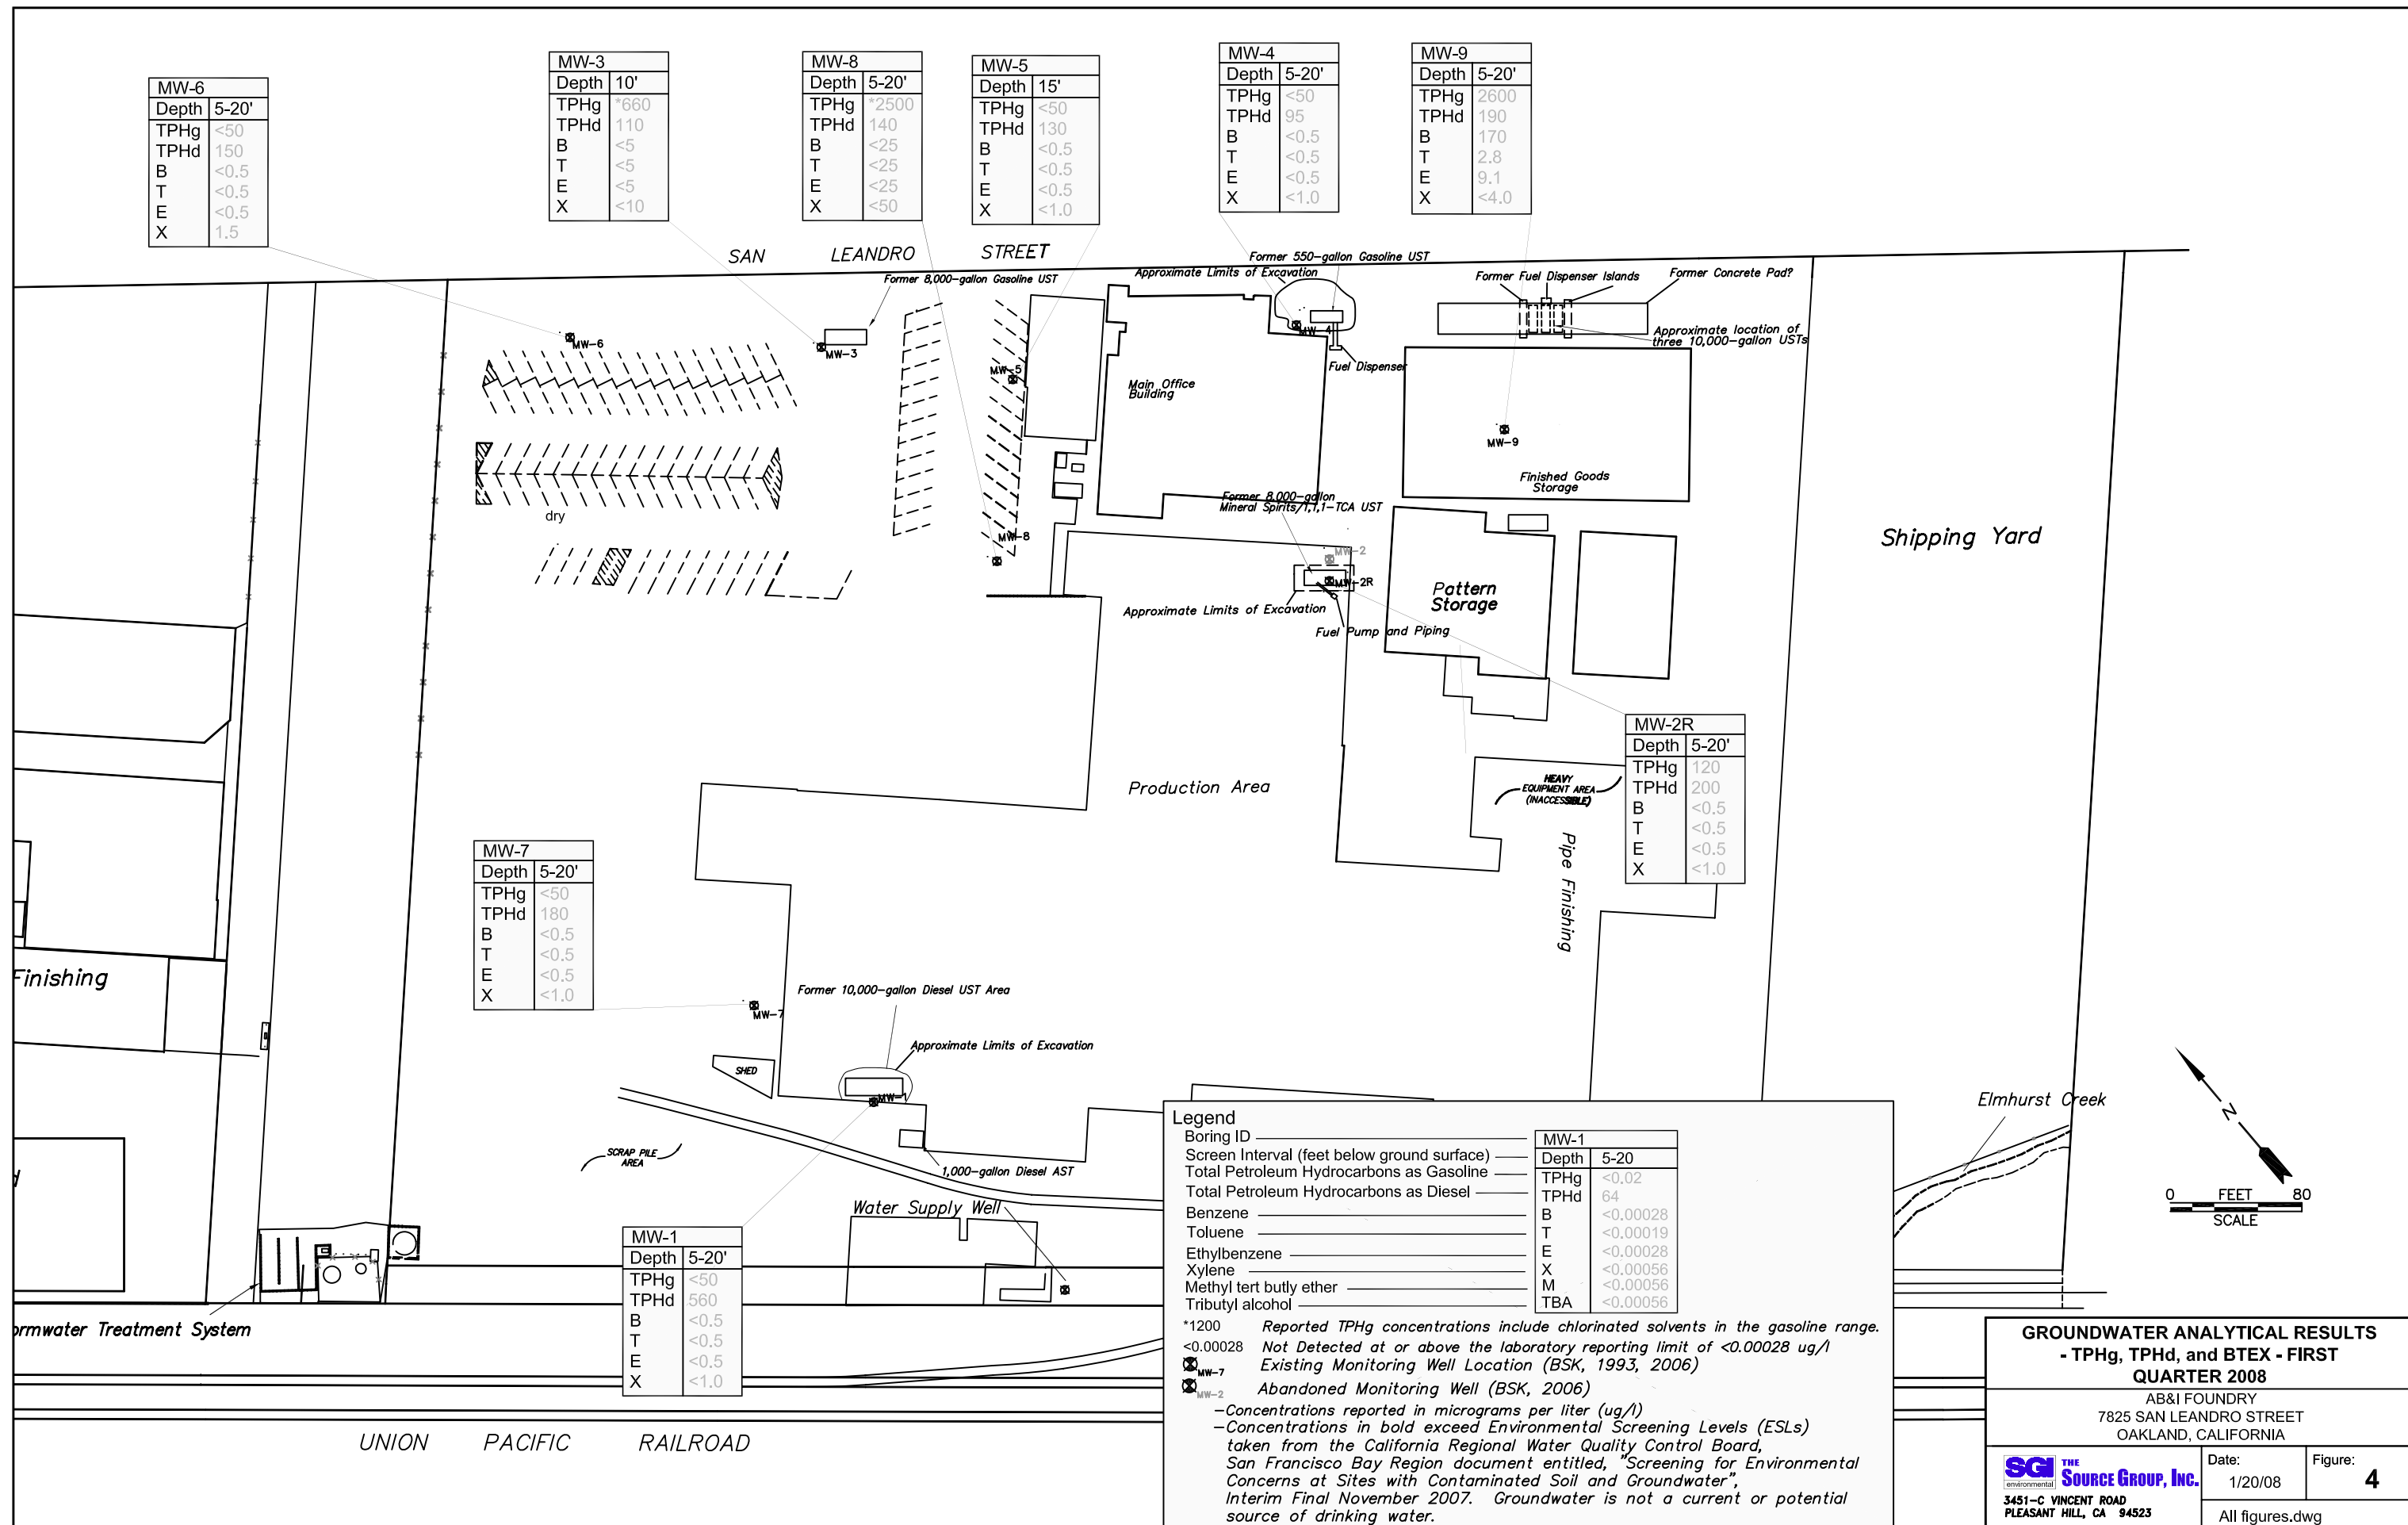 MW-6
Depth 5-20'
TPHg <50
TPHd 150
B <0.5
T <0.5
E <0.5
X 1.5
MW-3
Depth 10'
TPHg *660
TPHd 110
B <5
T <5
E <5
X <10
MW-8
Depth 5-20'
TPHg *2500
TPHd 140
B <25
T <25
E <25
X <50
MW-5
Depth 15'
TPHg <50
TPHd 130
B <0.5
T <0.5
E <0.5
X <1.0
MW-4
Depth 5-20'
TPHg <50
TPHd 95
B <0.5
T <0.5
E <0.5
X <1.0
MW-9
Depth 5-20'
TPHg 2600
TPHd 190
B 170
T 2.8
E 9.1
X <4.0
SAN LEANDRO STREET
Former 8,000-gallon Gasoline UST
Former 550-gallon Gasoline UST
Approximate Limits of Excavation
Former Fuel Dispenser Islands
Former Concrete Pad?
Approximate location of
three 10,000-gallon USTs
MW-6
MW-3
MW-5
MW-4
Fuel Dispenser
Main Office
Building
MW-9
Finished Goods
Storage
dry
MW-8
Former 8,000-gallon
Mineral Spirits/1,1,1-TCA UST
MW-2
MW-2R
Approximate Limits of Excavation
Fuel Pump and Piping
Pattern
Storage
Shipping Yard
MW-2R
Depth 5-20'
TPHg 120
TPHd 200
B <0.5
T <0.5
E <0.5
X <1.0
Production Area
HEAVY
EQUIPMENT AREA
(INACCESSIBLE)
Pipe Finishing
MW-7
Depth 5-20'
TPHg <50
TPHd 180
B <0.5
T <0.5
E <0.5
X <1.0
Finishing
MW-7
Former 10,000-gallon Diesel UST Area
Approximate Limits of Excavation
SHED
MW-1
SCRAP PILE
AREA
1,000-gallon Diesel AST
Water Supply Well
Elmhurst Creek
N
0 FEET 80
SCALE
MW-1
Depth 5-20'
TPHg <50
TPHd 560
B <0.5
T <0.5
E <0.5
X <1.0
ormwater Treatment System
UNION PACIFIC RAILROAD
Legend
Boring ID MW-1
Screen Interval (feet below ground surface) Depth 5-20
Total Petroleum Hydrocarbons as Gasoline TPHg <0.02
Total Petroleum Hydrocarbons as Diesel TPHd 64
Benzene B <0.00028
Toluene T <0.00019
Ethylbenzene E <0.00028
Xylene X <0.00056
Methyl tert butly ether M <0.00056
Tributyl alcohol TBA <0.00056
*1200 Reported TPHg concentrations include chlorinated solvents in the gasoline range.
<0.00028 Not Detected at or above the laboratory reporting limit of <0.00028 ug/l
MW-7 Existing Monitoring Well Location (BSK, 1993, 2006)
MW-2 Abandoned Monitoring Well (BSK, 2006)
-Concentrations reported in micrograms per liter (ug/l)
-Concentrations in bold exceed Environmental Screening Levels (ESLs)
taken from the California Regional Water Quality Control Board,
San Francisco Bay Region document entitled, "Screening for Environmental
Concerns at Sites with Contaminated Soil and Groundwater",
Interim Final November 2007. Groundwater is not a current or potential
source of drinking water.
GROUNDWATER ANALYTICAL RESULTS
- TPHg, TPHd, and BTEX - FIRST
QUARTER 2008
AB&I FOUNDRY
7825 SAN LEANDRO STREET
OAKLAND, CALIFORNIA
SGI environmental THE SOURCE GROUP, INC.
3451-C VINCENT ROAD
PLEASANT HILL, CA 94523
Date:
1/20/08
Figure:
4
All figures.dwg